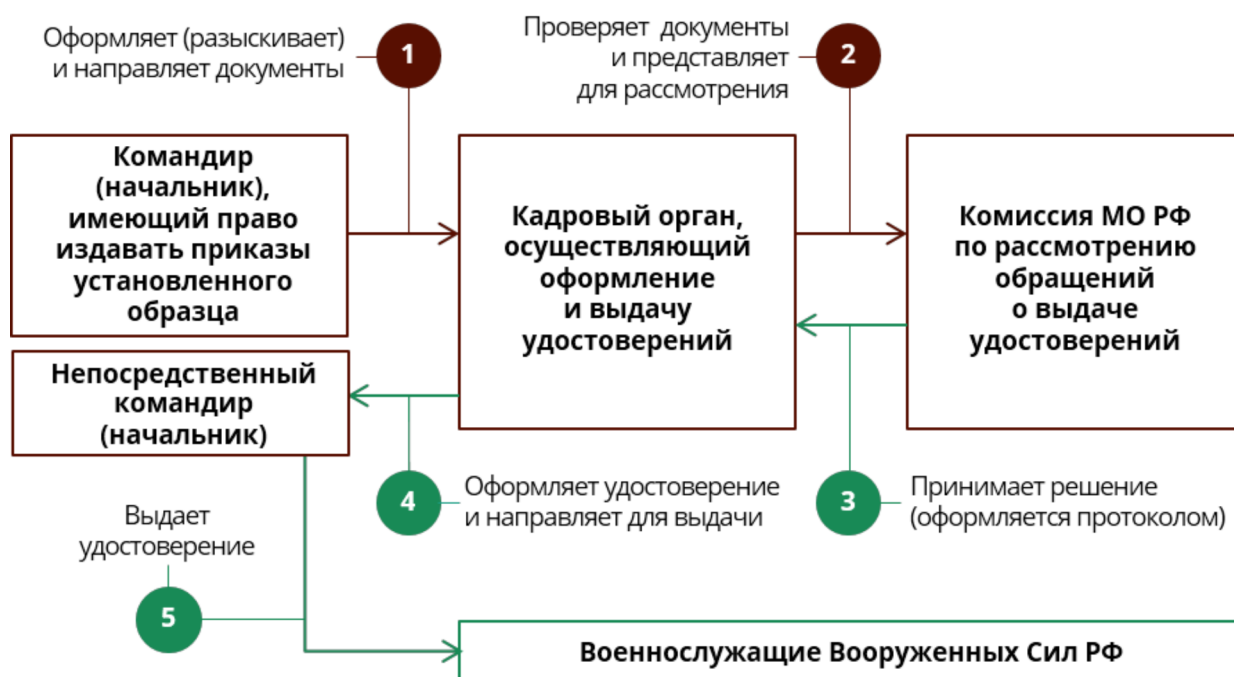 Оформляет (разыскивает)
и направляет документы
1
Проверяет документы
и представляет
для рассмотрения
2
Командир
(начальник),
имеющий право
издавать приказы
установленного
образца
Кадровый орган,
осуществляющий
оформление
и выдачу
удостоверений
Комиссия МО РФ
по рассмотрению
обращений
о выдаче
удостоверений
Непосредственный
командир
(начальник)
4
Оформляет удостоверение
и направляет для выдачи
3
Принимает решение
(оформляется протоколом)
Выдает
удостоверение
5
Военнослужащие Вооруженных Сил РФ